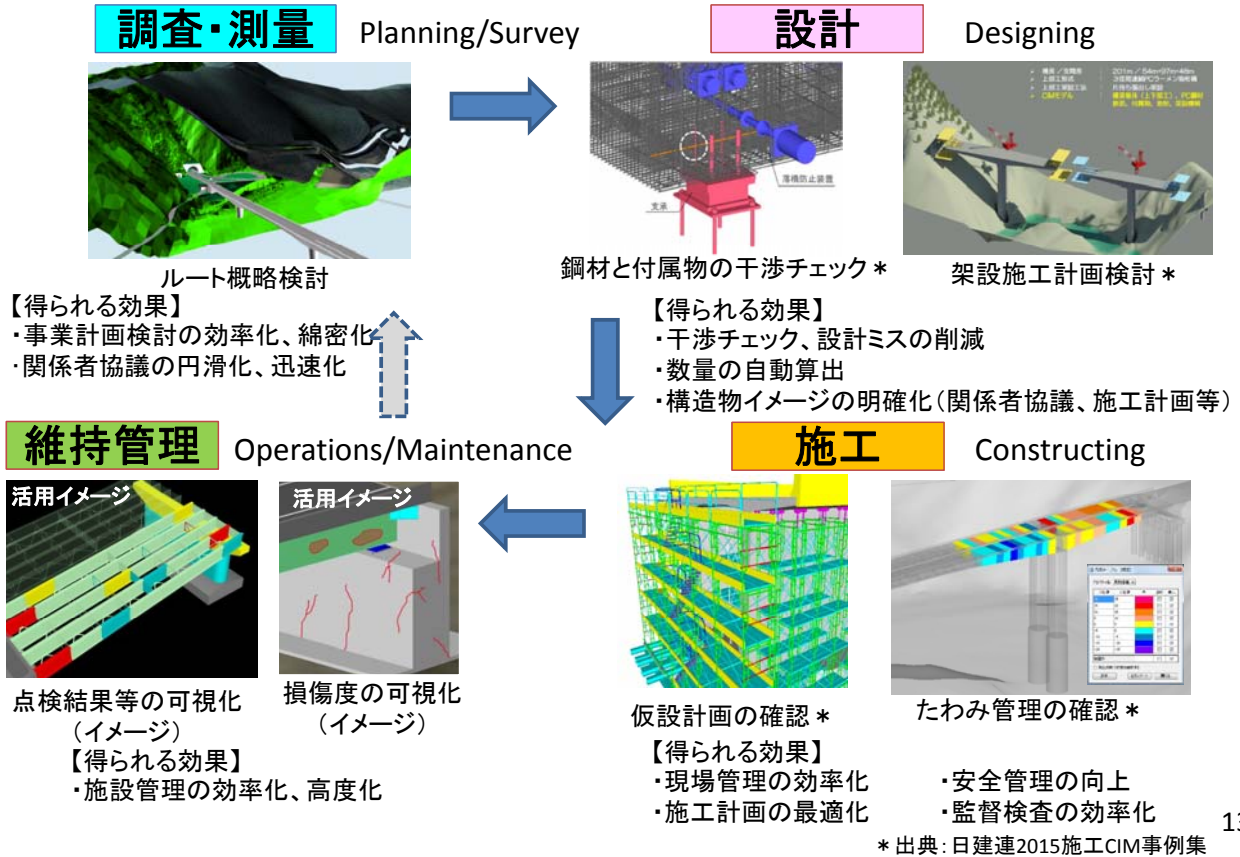 調査・測量 Planning/Survey
設計 Designing
ルート概略検討
【得られる効果】
・事業計画検討の効率化、綿密化
・関係者協議の円滑化、迅速化
支承
落橋防止装置
鋼材と付属物の干渉チェック＊
架設施工計画検討＊
【得られる効果】
・干渉チェック、設計ミスの削減
・数量の自動算出
・構造物イメージの明確化（関係者協議、施工計画等）
維持管理 Operations/Maintenance
施工 Constructing
活用イメージ
活用イメージ
点検結果等の可視化
（イメージ）
損傷度の可視化
（イメージ）
【得られる効果】
・施設管理の効率化、高度化
仮設計画の確認＊
たわみ管理の確認＊
【得られる効果】
・現場管理の効率化
・施工計画の最適化
・安全管理の向上
・監督検査の効率化
＊出典：日建連2015施工CIM事例集